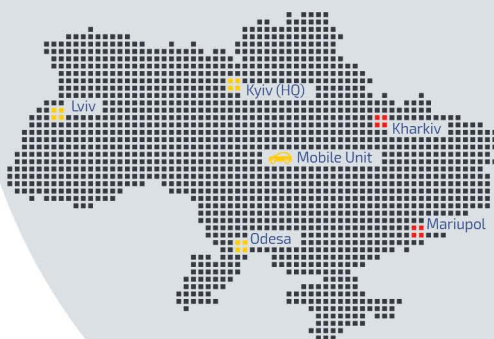 Kyiv (HQ)
Lviv
Kharkiv
Mobile Unit
Mariupol
Odesa